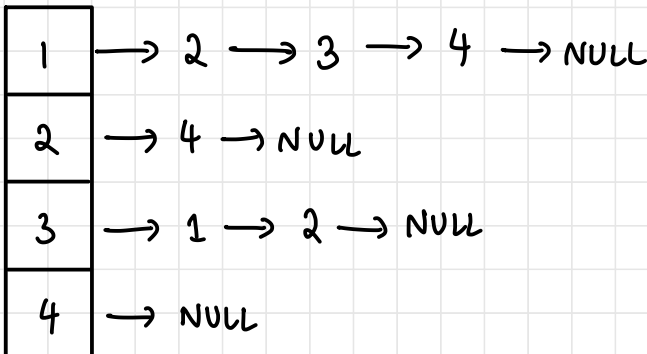 1 → 2 → 3 → 4 → NULL
2 → 4 → NULL
3 → 1 → 2 → NULL
4 → NULL